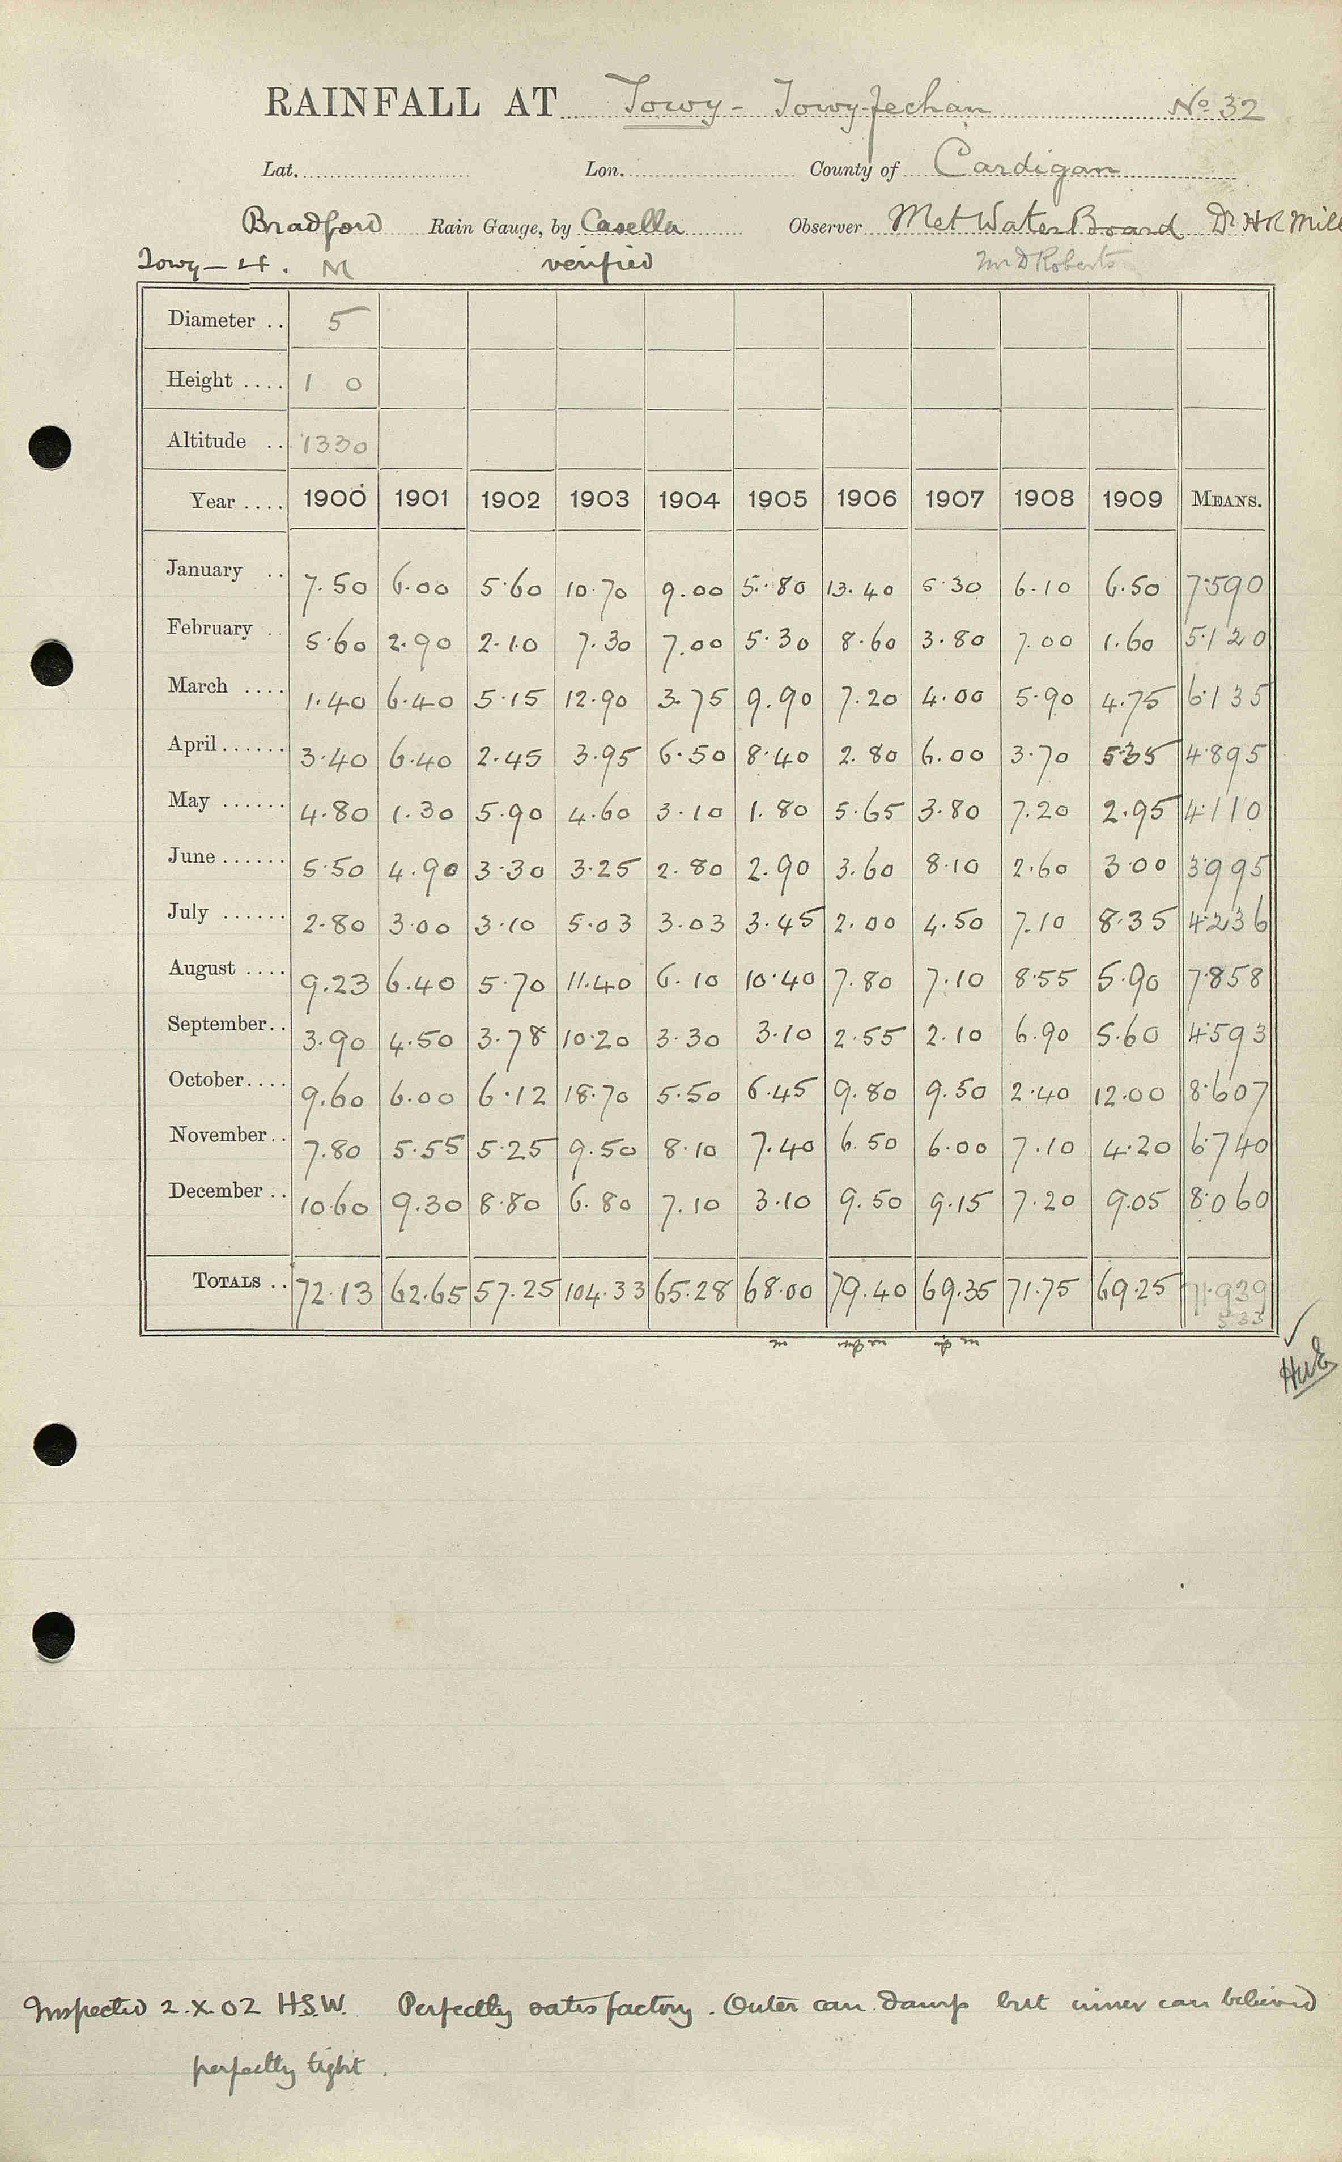 RAINFALL AT Towy - Towy-fechan No. 32
Lat. Lon. County of Cardigan
Bradford Rain Gauge, by Casella Observer Met Water Board Dr H R Mill
Towy - 4. M verified Mr D Roberts
Diameter .. 5
Height .... 1 0
Altitude .. 1330
Year .... 1900 1901 1902 1903 1904 1905 1906 1907 1908 1909 MEANS.
January .. 7.50 6.00 5.60 10.70 9.00 5.80 13.40 5.30 6.10 6.50 7.590
February .. 5.60 2.90 2.10 7.30 7.00 5.30 8.60 3.80 7.00 1.60 5.120
March .... 1.40 6.40 5.15 12.90 3.75 9.90 7.20 4.00 5.90 4.75 6.135
April ...... 3.40 6.40 2.45 3.95 6.50 8.40 2.80 6.00 3.70 5.35 4.895
May ...... 4.80 1.30 5.90 4.60 3.10 1.80 5.65 3.80 7.20 2.95 4.110
June ...... 5.50 4.90 3.30 3.25 2.80 2.90 3.60 8.10 2.60 3.00 3.995
July ...... 2.80 3.00 3.10 5.03 3.03 3.45 2.00 4.50 7.10 8.35 4.236
August .... 9.23 6.40 5.70 11.40 6.10 10.40 7.80 7.10 8.55 5.90 7.858
September.. 3.90 4.50 3.78 10.20 3.30 3.10 2.55 2.10 6.90 5.60 4.593
October.... 9.60 6.00 6.12 18.70 5.50 6.45 9.80 9.50 2.40 12.00 8.607
November.. 7.80 5.55 5.25 9.50 8.10 7.40 6.50 6.00 7.10 4.20 6.740
December .. 10.60 9.30 8.80 6.80 7.10 3.10 9.50 9.15 7.20 9.05 8.060
TOTALS .. 72.13 62.65 57.25 104.33 65.28 68.00 79.40 69.35 71.75 69.25 71.939
Inspected 2.X.02 H.S.W. Perfectly satisfactory. Outer can damp but inner can believed
perfectly tight.